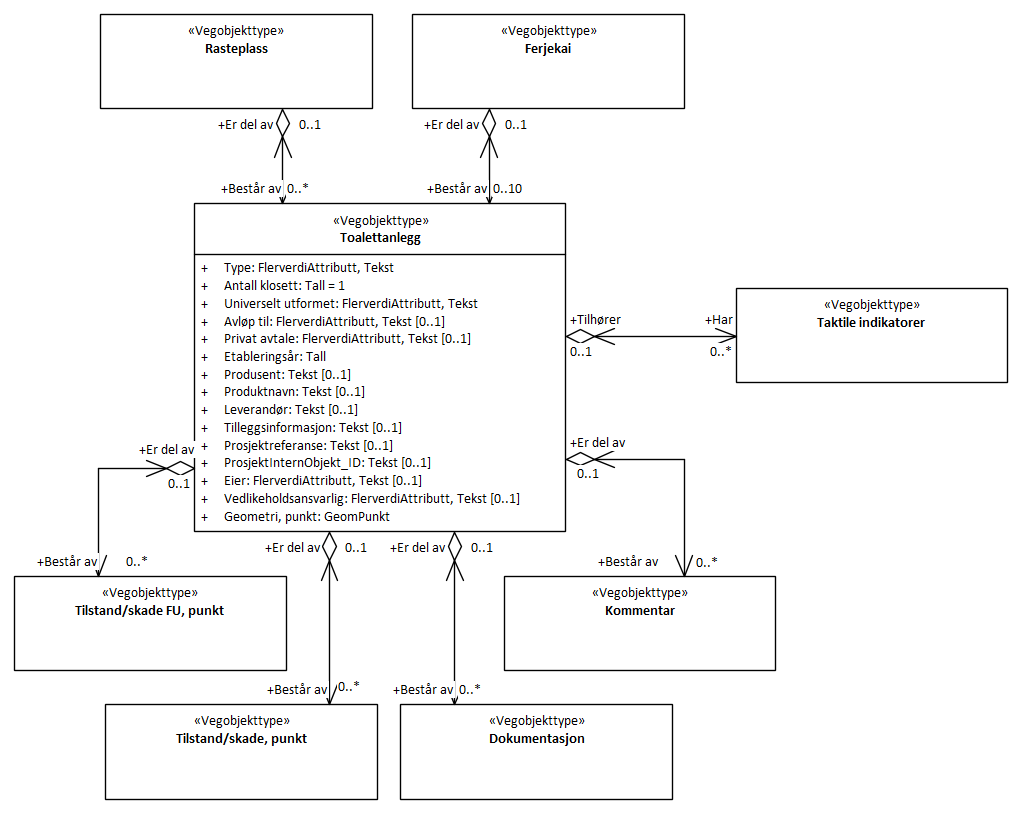 «Vegobjekttype»
Rasteplass
«Vegobjekttype»
Ferjekai
+Er del av
0..1
+Er del av
0..1
+Består av
0..*
+Består av
0..10
«Vegobjekttype»
Toalettanlegg
+ Type: FlerverdiAttributt, Tekst
+ Antall klosett: Tall = 1
+ Universelt utformet: FlerverdiAttributt, Tekst
+ Avløp til: FlerverdiAttributt, Tekst [0..1]
+ Privat avtale: FlerverdiAttributt, Tekst [0..1]
+ Etableringsår: Tall
+ Produsent: Tekst [0..1]
+ Produktnavn: Tekst [0..1]
+ Leverandør: Tekst [0..1]
+ Tilleggsinformasjon: Tekst [0..1]
+ Prosjektreferanse: Tekst [0..1]
+ ProsjektInternObjekt_ID: Tekst [0..1]
+ Eier: FlerverdiAttributt, Tekst [0..1]
+ Vedlikeholdsansvarlig: FlerverdiAttributt, Tekst [0..1]
+ Geometri, punkt: GeomPunkt
+Tilhører
0..1
+Har
0..*
«Vegobjekttype»
Taktile indikatorer
+Er del av
0..1
+Er del av
0..1
+Er del av
0..1
+Er del av
0..1
+Består av
0..*
+Består av
0..*
«Vegobjekttype»
Tilstand/skade FU, punkt
«Vegobjekttype»
Kommentar
+Består av
0..*
+Består av
0..*
«Vegobjekttype»
Tilstand/skade, punkt
«Vegobjekttype»
Dokumentasjon